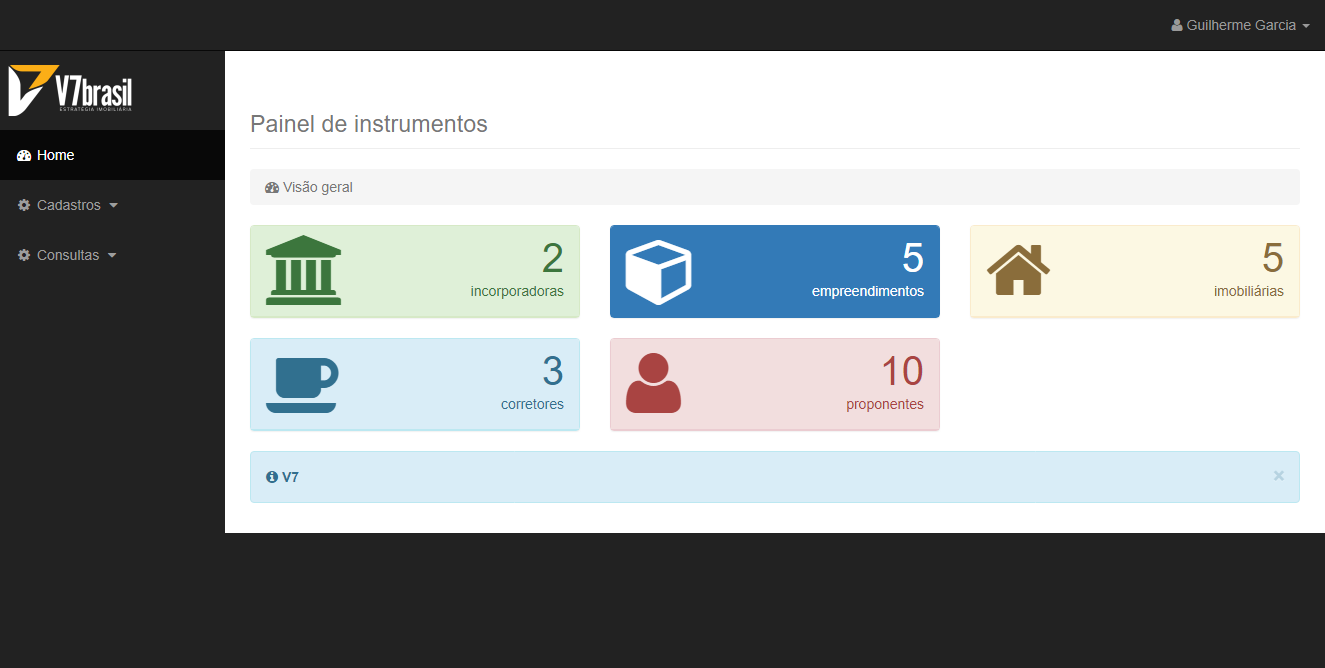 Guilherme Garcia
V7brasil
ESTRATÉGIA IMOBILIÁRIA
Home
Cadastros
Consultas
Painel de instrumentos
Visão geral
2
incorporadoras
5
empreendimentos
5
imobiliárias
3
corretores
10
proponentes
V7
×